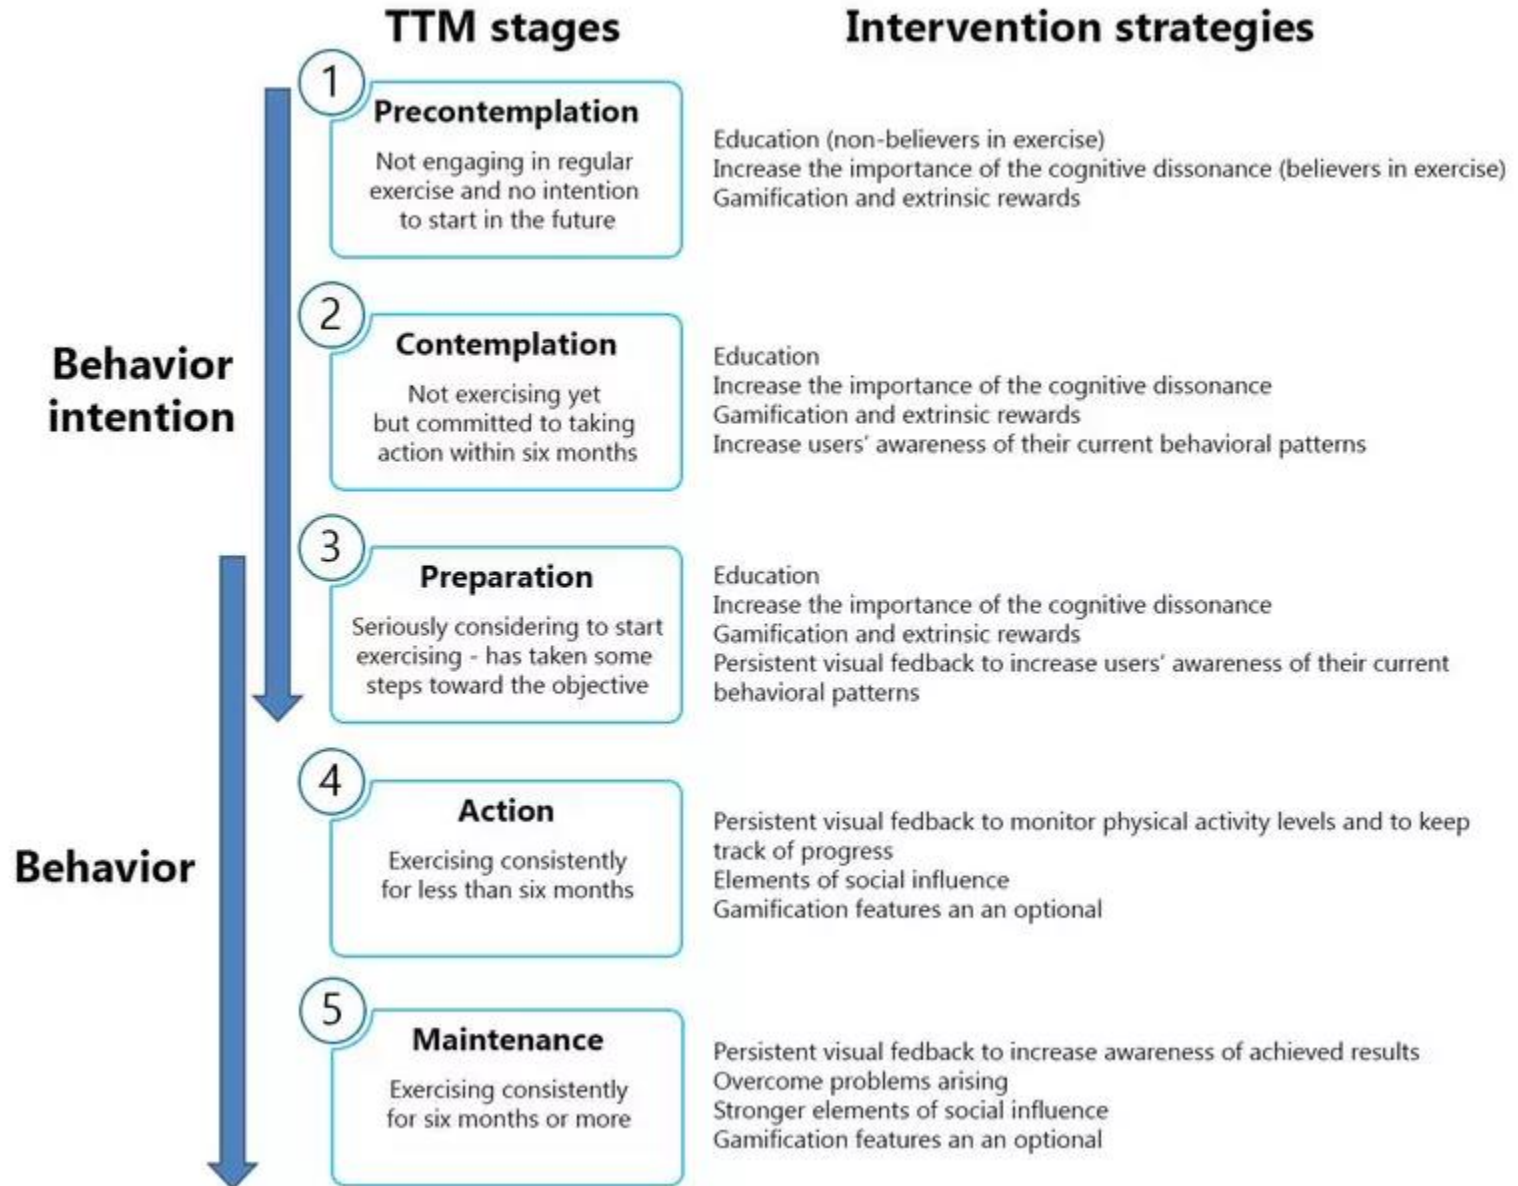 TTM stages
Intervention strategies
1
Precontemplation
Not engaging in regular
exercise and no intention
to start in the future
Education (non-believers in exercise)
Increase the importance of the cognitive dissonance (believers in exercise)
Gamification and extrinsic rewards
Behavior
intention
2
Contemplation
Not exercising yet
but committed to taking
action within six months
Education
Increase the importance of the cognitive dissonance
Gamification and extrinsic rewards
Increase users' awareness of their current behavioral patterns
3
Preparation
Seriously considering to start
exercising - has taken some
steps toward the objective
Education
Increase the importance of the cognitive dissonance
Gamification and extrinsic rewards
Persistent visual fedback to increase users' awareness of their current
behavioral patterns
Behavior
4
Action
Exercising consistently
for less than six months
Persistent visual fedback to monitor physical activity levels and to keep
track of progress
Elements of social influence
Gamification features an an optional
5
Maintenance
Exercising consistently
for six months or more
Persistent visual fedback to increase awareness of achieved results
Overcome problems arising
Stronger elements of social influence
Gamification features an an optional